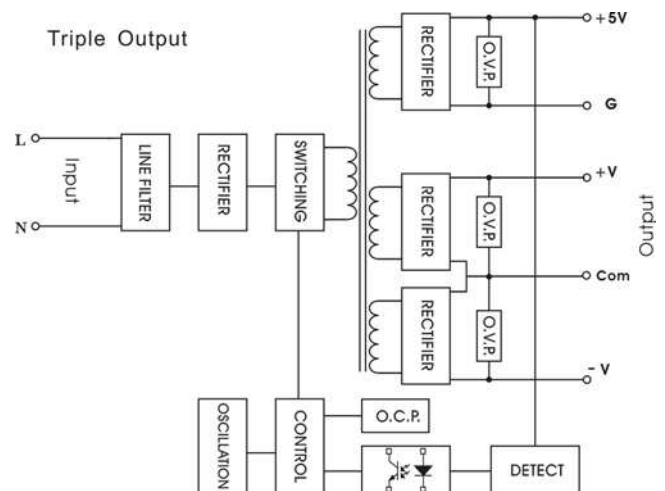 Triple Output
L
N
Input
LINE FILTER
RECTIFIER
SWITCHING
RECTIFIER
O.V.P.
+5V
G
RECTIFIER
O.V.P.
+V
Com
RECTIFIER
O.V.P.
- V
Output
OSCILLATION
CONTROL
O.C.P.
DETECT